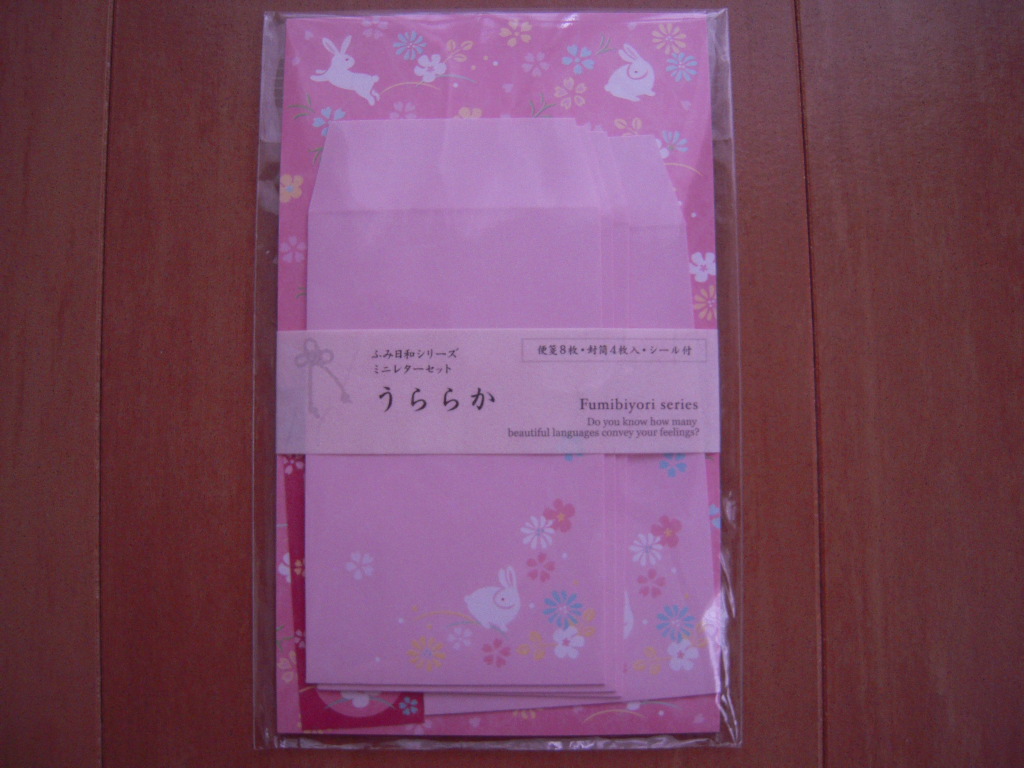 ふみ日和シリーズ
ミニレターセット
うららか
便箋8枚・封筒4枚入・シール付
Fumibiyori series
Do you know how many
beautiful languages convey your feelings?